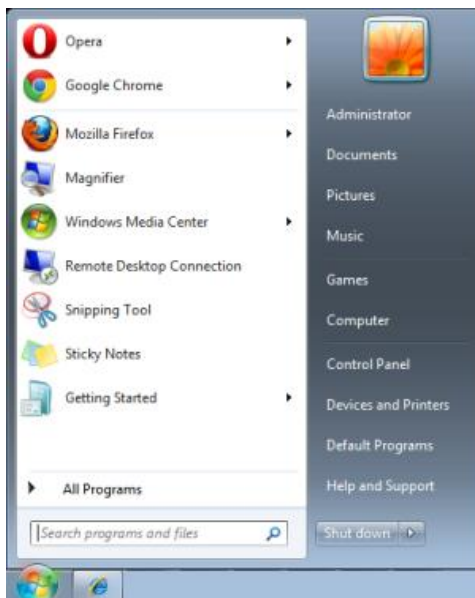 Opera
Google Chrome
Mozilla Firefox
Magnifier
Windows Media Center
Remote Desktop Connection
Snipping Tool
Sticky Notes
Getting Started
All Programs
Search programs and files
Administrator
Documents
Pictures
Music
Games
Computer
Control Panel
Devices and Printers
Default Programs
Help and Support
Shut down